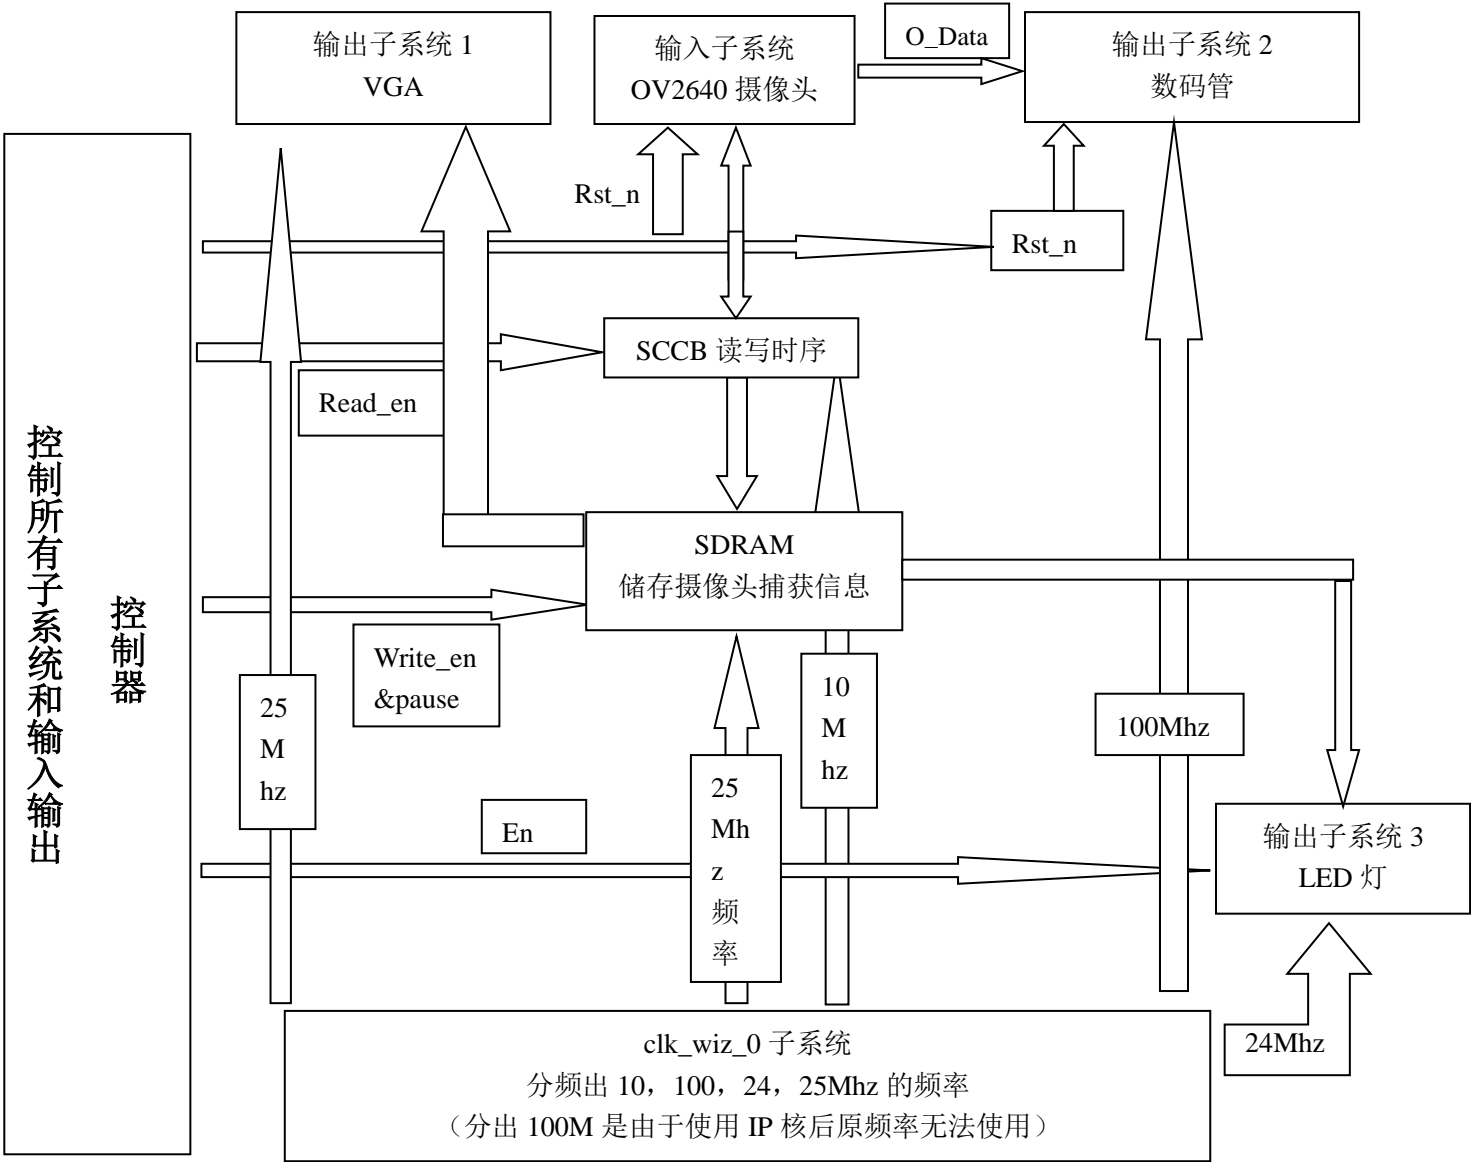 输出子系统 1
VGA
输入子系统
OV2640 摄像头
O_Data
输出子系统 2
数码管
Rst_n
Rst_n
SCCB 读写时序
Read_en
控制器
控制所有子系统和输入输出
SDRAM
储存摄像头捕获信息
Write_en
&pause
25
M
hz
10
M
hz
100Mhz
25
Mh
z
频
率
En
输出子系统 3
LED 灯
24Mhz
clk_wiz_0 子系统
分频出 10，100，24，25Mhz 的频率
（分出 100M 是由于使用 IP 核后原频率无法使用）